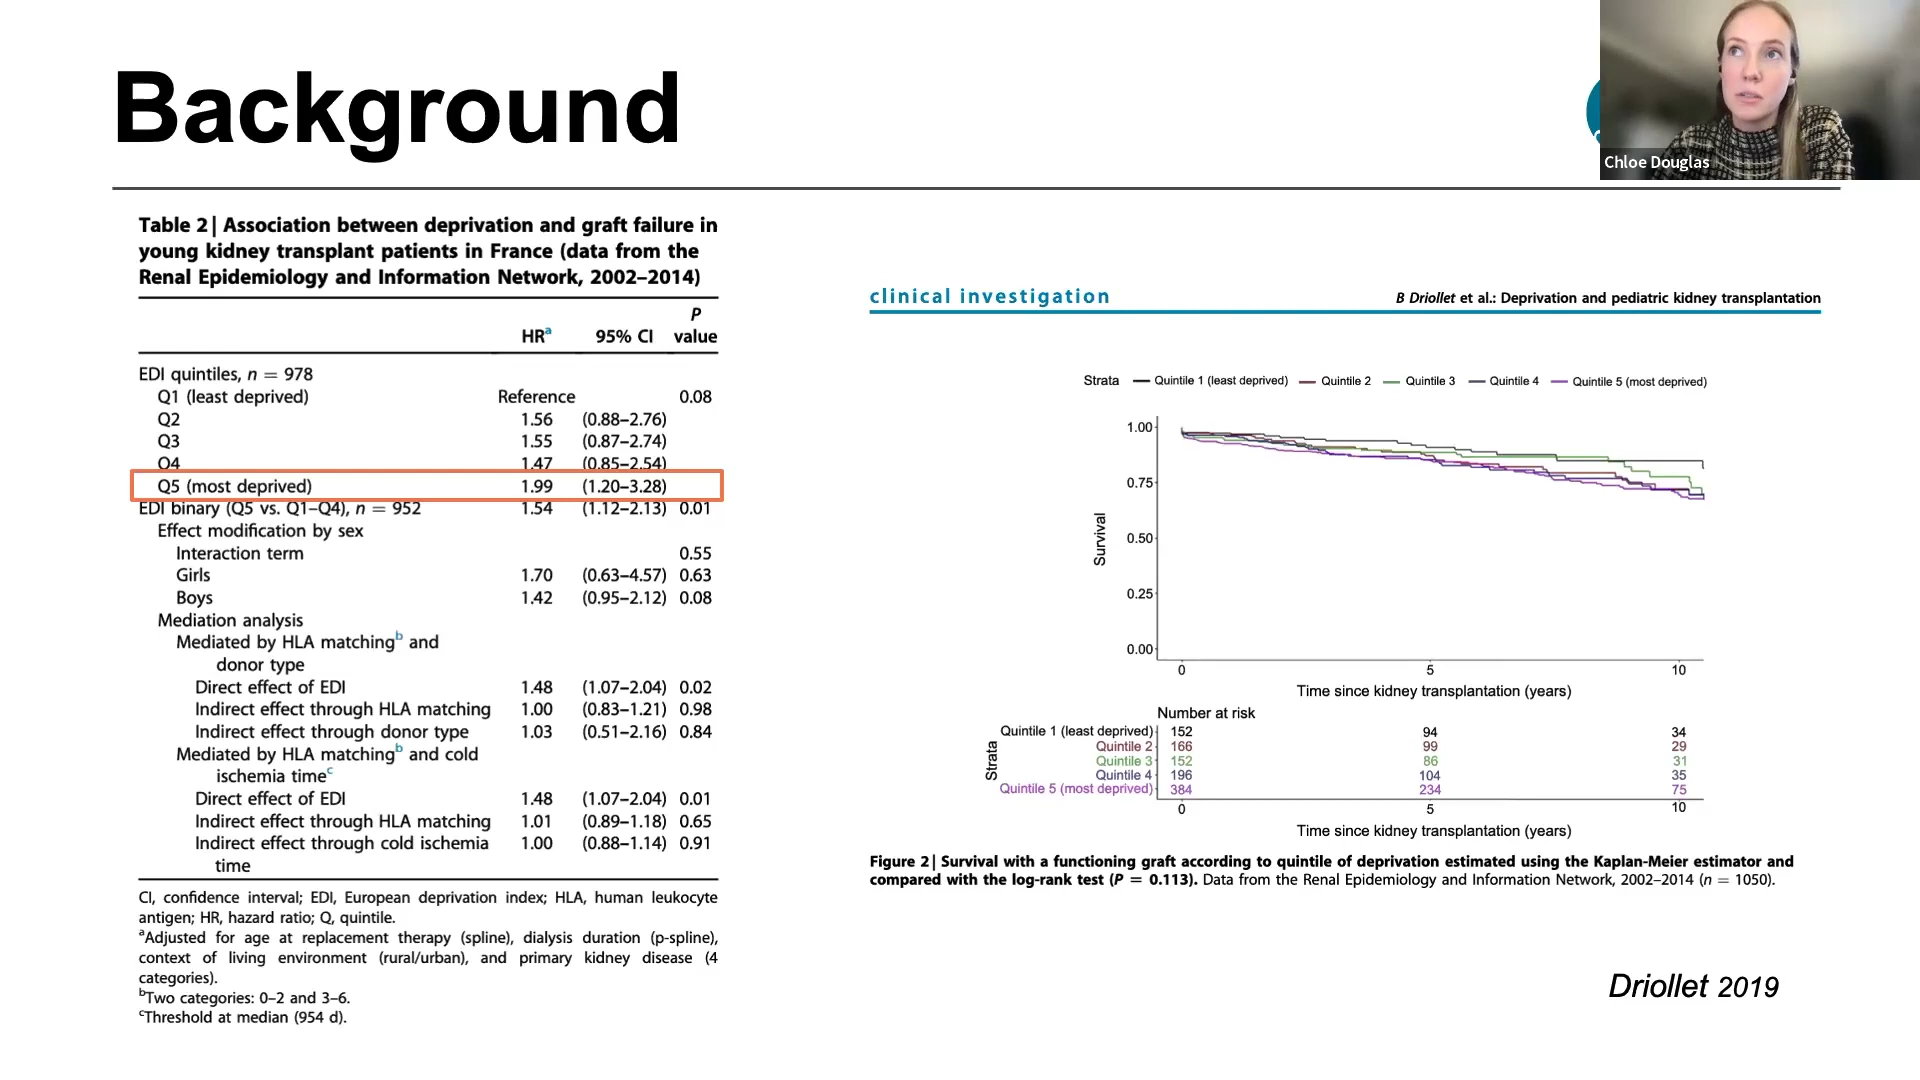 Background
Chloe Douglas
Table 2| Association between deprivation and graft failure in
young kidney transplant patients in France (data from the
Renal Epidemiology and Information Network, 2002–2014)
P
HRᵃ 95% CI value
EDI quintiles, n = 978
Q1 (least deprived) Reference 0.08
Q2 1.56 (0.88–2.76)
Q3 1.55 (0.87–2.74)
Q4 1.47 (0.85–2.54)
Q5 (most deprived) 1.99 (1.20–3.28)
EDI binary (Q5 vs. Q1–Q4), n = 952 1.54 (1.12–2.13) 0.01
Effect modification by sex
Interaction term 0.55
Girls 1.70 (0.63–4.57) 0.63
Boys 1.42 (0.95–2.12) 0.08
Mediation analysis
Mediated by HLA matchingᵇ and
donor type
Direct effect of EDI 1.48 (1.07–2.04) 0.02
Indirect effect through HLA matching 1.00 (0.83–1.21) 0.98
Indirect effect through donor type 1.03 (0.51–2.16) 0.84
Mediated by HLA matchingᵇ and cold
ischemia timeᶜ
Direct effect of EDI 1.48 (1.07–2.04) 0.01
Indirect effect through HLA matching 1.01 (0.89–1.18) 0.65
Indirect effect through cold ischemia 1.00 (0.88–1.14) 0.91
time
CI, confidence interval; EDI, European deprivation index; HLA, human leukocyte
antigen; HR, hazard ratio; Q, quintile.
ᵃAdjusted for age at replacement therapy (spline), dialysis duration (p-spline),
context of living environment (rural/urban), and primary kidney disease (4
categories).
ᵇTwo categories: 0–2 and 3–6.
ᶜThreshold at median (954 d).
clinical investigation B Driollet et al.: Deprivation and pediatric kidney transplantation
Strata Quintile 1 (least deprived) Quintile 2 Quintile 3 Quintile 4 Quintile 5 (most deprived)
1.00
0.75
0.50
0.25
0.00
Survival
0 5 10
Time since kidney transplantation (years)
Number at risk
Strata
Quintile 1 (least deprived) 152 94 34
Quintile 2 166 99 29
Quintile 3 152 86 31
Quintile 4 196 104 35
Quintile 5 (most deprived) 384 234 75
0 5 10
Time since kidney transplantation (years)
Figure 2| Survival with a functioning graft according to quintile of deprivation estimated using the Kaplan-Meier estimator and
compared with the log-rank test (P = 0.113). Data from the Renal Epidemiology and Information Network, 2002–2014 (n = 1050).
Driollet 2019